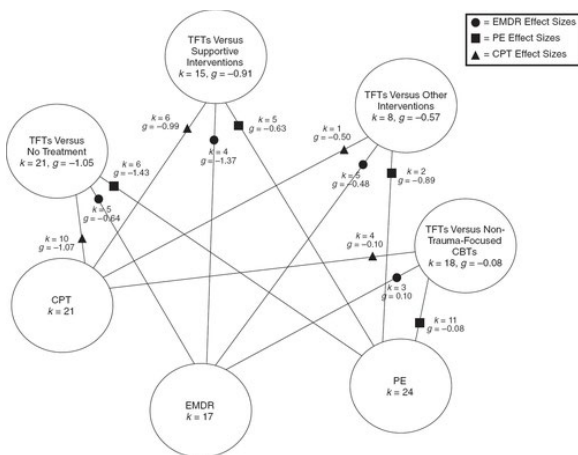 ● = EMDR Effect Sizes
■ = PE Effect Sizes
▲ = CPT Effect Sizes
TFTs Versus
Supportive
Interventions
k = 15, g = −0.91
TFTs Versus Other
Interventions
k = 8, g = −0.57
TFTs Versus
No Treatment
k = 21, g = −1.05
TFTs Versus Non-
Trauma-Focused
CBTs
k = 18, g = −0.08
k = 6
g = −0.99
k = 5
g = −0.63
k = 4
g = −1.37
k = 1
g = −0.50
k = 5
g = −0.48
k = 2
g = −0.89
k = 6
g = −1.43
k = 5
g = −0.64
k = 10
g = −1.07
k = 4
g = −0.10
k = 3
g = 0.10
k = 11
g = −0.08
CPT
k = 21
EMDR
k = 17
PE
k = 24